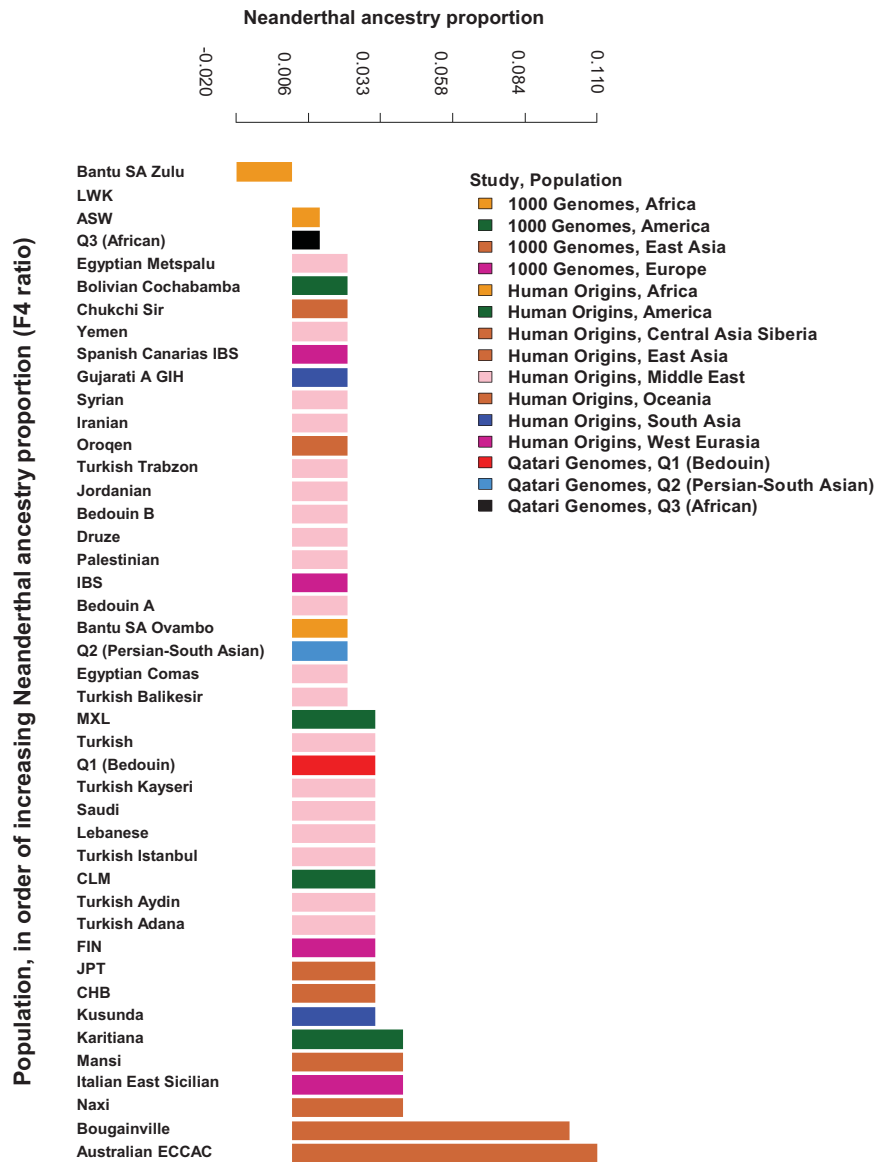 Neanderthal ancestry proportion
-0.020
0.006
0.033
0.058
0.084
0.110
Population, in order of increasing Neanderthal ancestry proportion (F4 ratio)
Bantu SA Zulu
LWK
ASW
Q3 (African)
Egyptian Metspalu
Bolivian Cochabamba
Chukchi Sir
Yemen
Spanish Canarias IBS
Gujarati A GIH
Syrian
Iranian
Oroqen
Turkish Trabzon
Jordanian
Bedouin B
Druze
Palestinian
IBS
Bedouin A
Bantu SA Ovambo
Q2 (Persian-South Asian)
Egyptian Comas
Turkish Balikesir
MXL
Turkish
Q1 (Bedouin)
Turkish Kayseri
Saudi
Lebanese
Turkish Istanbul
CLM
Turkish Aydin
Turkish Adana
FIN
JPT
CHB
Kusunda
Karitiana
Mansi
Italian East Sicilian
Naxi
Bougainville
Australian ECCAC
Study, Population
1000 Genomes, Africa
1000 Genomes, America
1000 Genomes, East Asia
1000 Genomes, Europe
Human Origins, Africa
Human Origins, America
Human Origins, Central Asia Siberia
Human Origins, East Asia
Human Origins, Middle East
Human Origins, Oceania
Human Origins, South Asia
Human Origins, West Eurasia
Qatari Genomes, Q1 (Bedouin)
Qatari Genomes, Q2 (Persian-South Asian)
Qatari Genomes, Q3 (African)